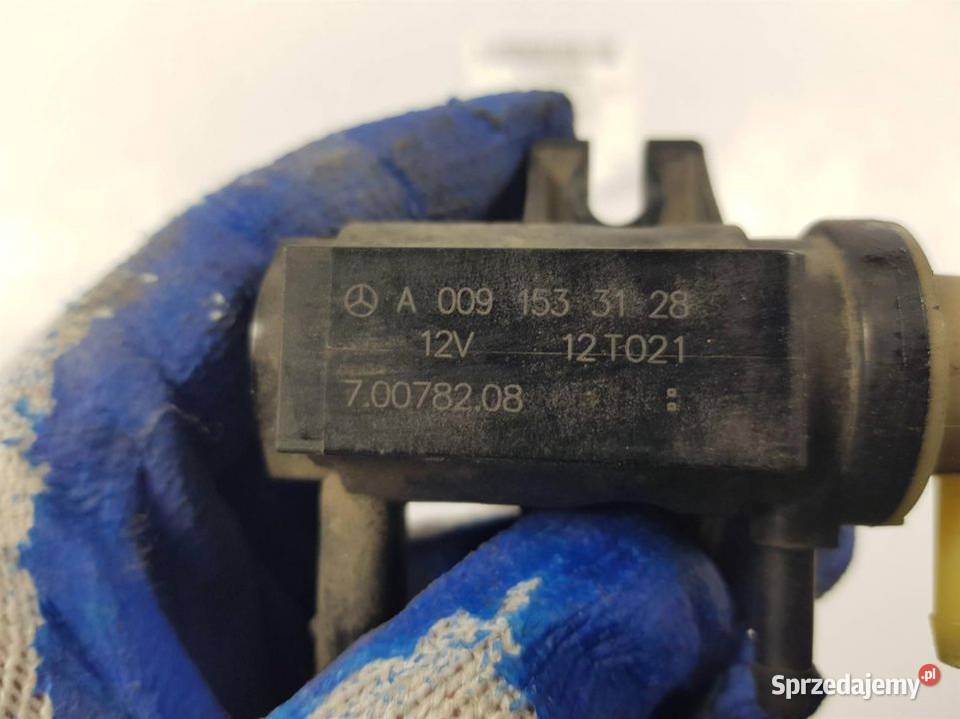 A 009 153 31 28
12V 12T021
7.00782.08
Sprzedajemy.pl